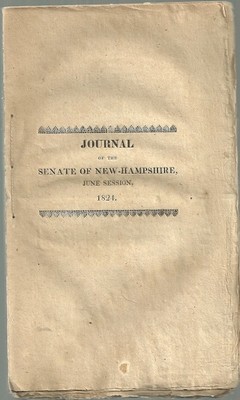 JOURNAL
OF THE
SENATE OF NEW-HAMPSHIRE,
JUNE SESSION,
1824.